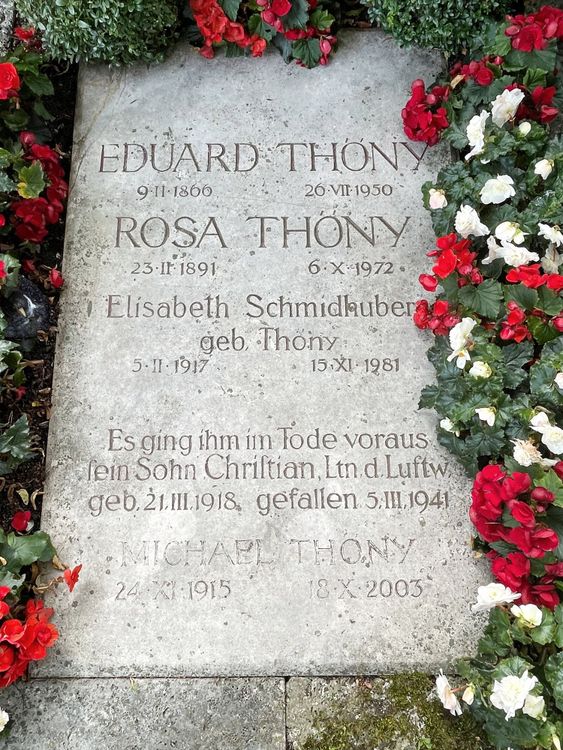 EDUARD THÖNY
9·II·1866 26·VII·1950
ROSA THÖNY
23·II·1891 6·X·1972
Elisabeth Schmidhuber
geb. Thöny
5·II·1917 15·XI·1981
Es ging ihm im Tode voraus
ſein Sohn Chriſtian, Ltn. d. Luftw.
geb. 21.III.1918, gefallen 5.III.1941
MICHAEL THÖNY
24·XI·1915 18·X·2003